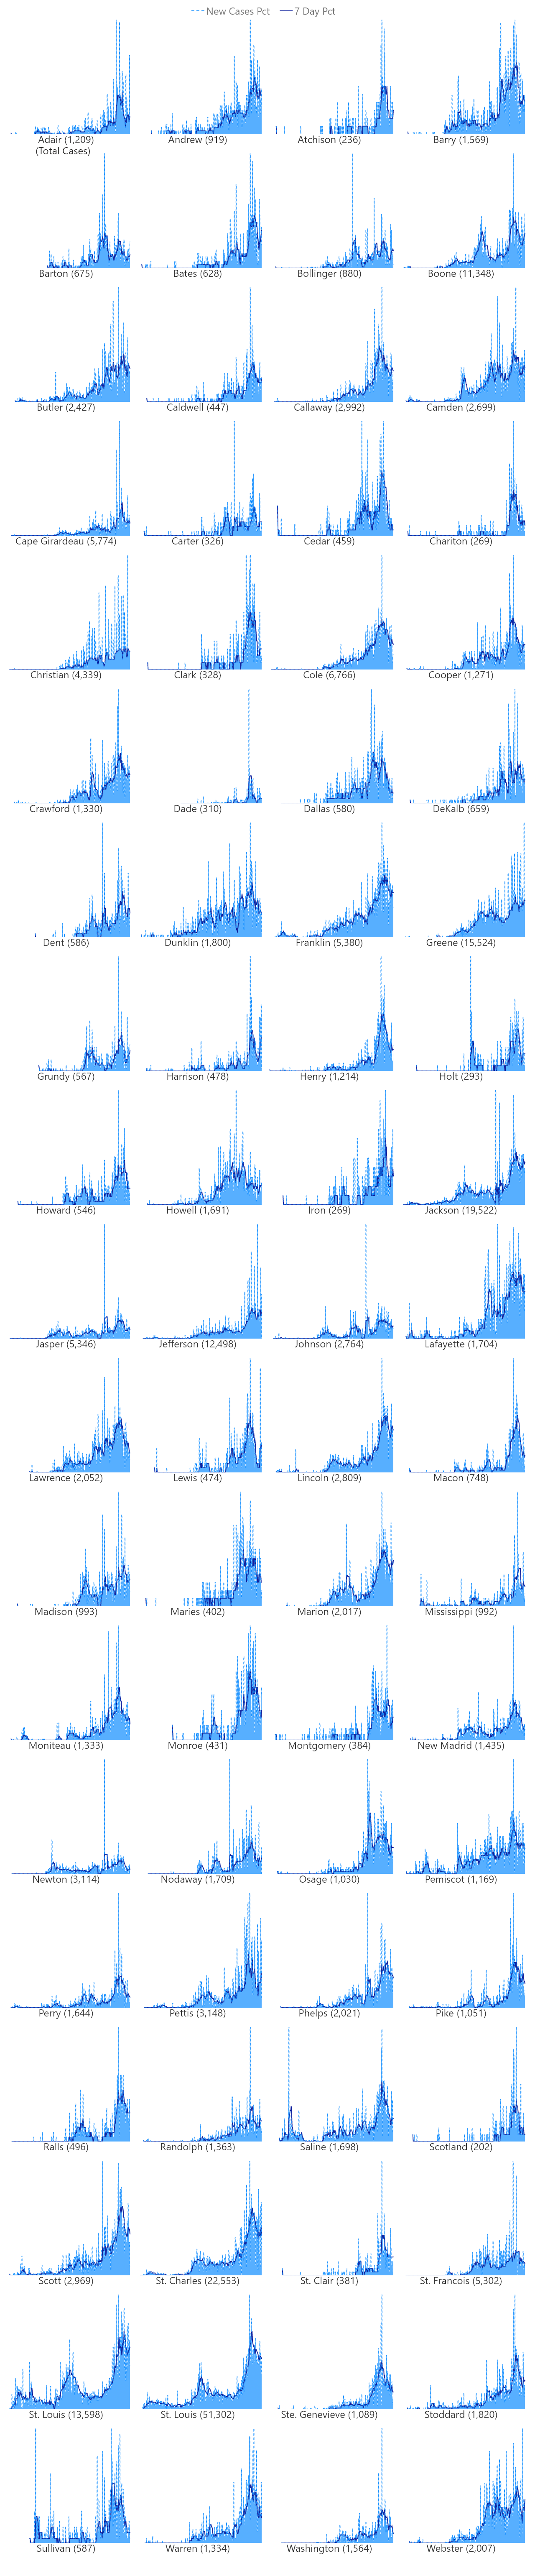 New Cases Pct 7 Day Pct
Adair (1,209) Andrew (919) Atchison (236) Barry (1,569)
(Total Cases)
Barton (675) Bates (628) Bollinger (880) Boone (11,348)
Butler (2,427) Caldwell (447) Callaway (2,992) Camden (2,699)
Cape Girardeau (5,774) Carter (326) Cedar (459) Chariton (269)
Christian (4,339) Clark (328) Cole (6,766) Cooper (1,271)
Crawford (1,330) Dade (310) Dallas (580) DeKalb (659)
Dent (586) Dunklin (1,800) Franklin (5,380) Greene (15,524)
Grundy (567) Harrison (478) Henry (1,214) Holt (293)
Howard (546) Howell (1,691) Iron (269) Jackson (19,522)
Jasper (5,346) Jefferson (12,498) Johnson (2,764) Lafayette (1,704)
Lawrence (2,052) Lewis (474) Lincoln (2,809) Macon (748)
Madison (993) Maries (402) Marion (2,017) Mississippi (992)
Moniteau (1,333) Monroe (431) Montgomery (384) New Madrid (1,435)
Newton (3,114) Nodaway (1,709) Osage (1,030) Pemiscot (1,169)
Perry (1,644) Pettis (3,148) Phelps (2,021) Pike (1,051)
Ralls (496) Randolph (1,363) Saline (1,698) Scotland (202)
Scott (2,969) St. Charles (22,553) St. Clair (381) St. Francois (5,302)
St. Louis (13,598) St. Louis (51,302) Ste. Genevieve (1,089) Stoddard (1,820)
Sullivan (587) Warren (1,334) Washington (1,564) Webster (2,007)